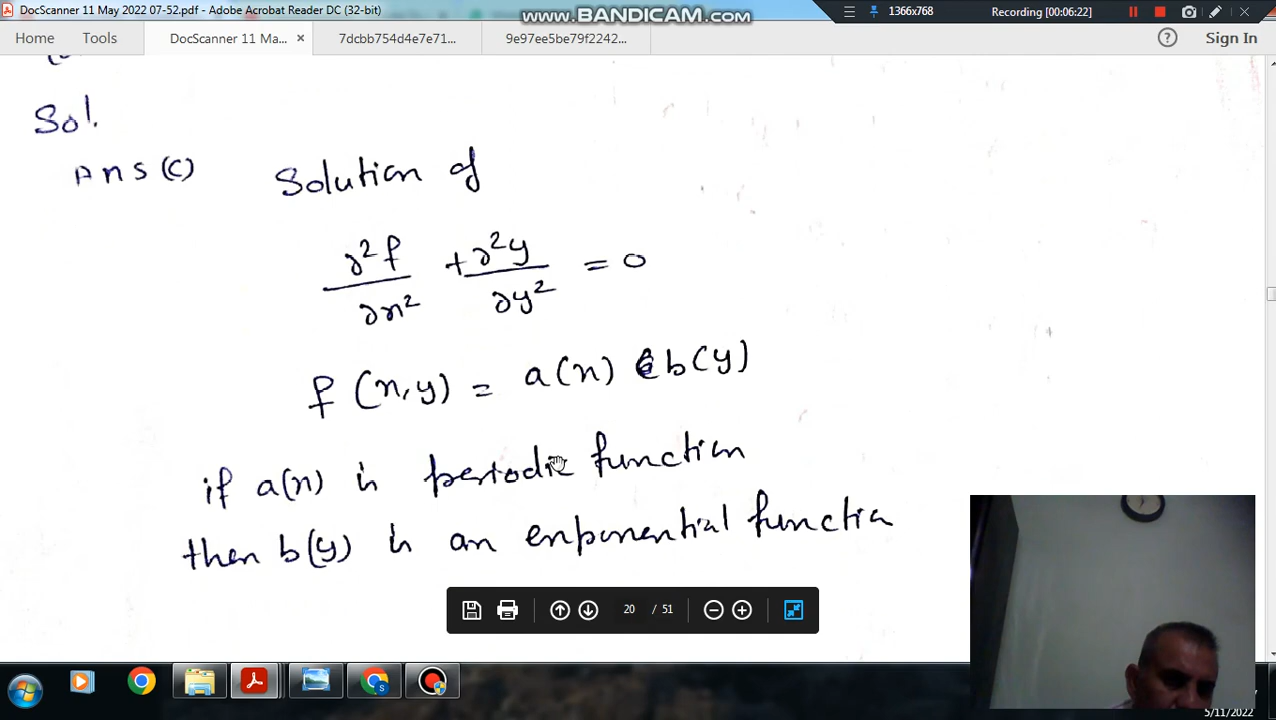 DocScanner 11 May 2022 07-52.pdf - Adobe Acrobat Reader DC (32-bit)
www.BANDICAM.com
1366x768
Recording [00:06:22]
Home Tools DocScanner 11 Ma... × 7dcbb754d4e7e71... 9e97ee5be79f2242... Sign In
Sol.
Ans (C) Solution of
∂²f/∂x² + ∂²y/∂y² = 0
f (x,y) = a(x) b(y)
if a(x) is periodic function
then b(y) is an exponential function
20 / 51
5/11/2022